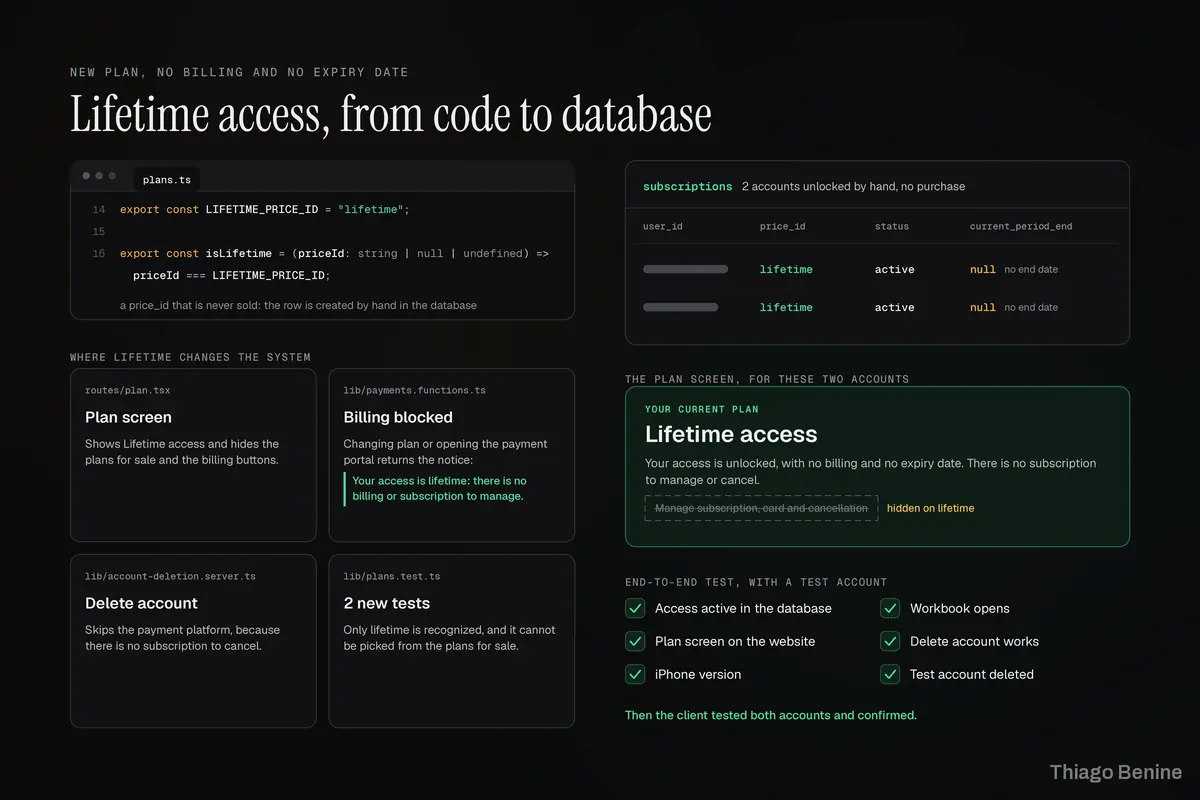 NEW PLAN, NO BILLING AND NO EXPIRY DATE
Lifetime access, from code to database
plans.ts
14 export const LIFETIME_PRICE_ID = "lifetime";
15
16 export const isLifetime = (priceId: string | null | undefined) =>
priceId === LIFETIME_PRICE_ID;
a price_id that is never sold: the row is created by hand in the database
WHERE LIFETIME CHANGES THE SYSTEM
routes/plan.tsx
Plan screen
Shows Lifetime access and hides the
plans for sale and the billing buttons.
lib/payments.functions.ts
Billing blocked
Changing plan or opening the payment
portal returns the notice:
Your access is lifetime: there is no
billing or subscription to manage.
lib/account-deletion.server.ts
Delete account
Skips the payment platform, because
there is no subscription to cancel.
lib/plans.test.ts
2 new tests
Only lifetime is recognized, and it cannot
be picked from the plans for sale.
subscriptions 2 accounts unlocked by hand, no purchase
user_id price_id status current_period_end
lifetime active null no end date
lifetime active null no end date
THE PLAN SCREEN, FOR THESE TWO ACCOUNTS
YOUR CURRENT PLAN
Lifetime access
Your access is unlocked, with no billing and no expiry date. There is no subscription
to manage or cancel.
Manage subscription, card and cancellation hidden on lifetime
END-TO-END TEST, WITH A TEST ACCOUNT
Access active in the database
Workbook opens
Plan screen on the website
Delete account works
iPhone version
Test account deleted
Then the client tested both accounts and confirmed.
Thiago Benine